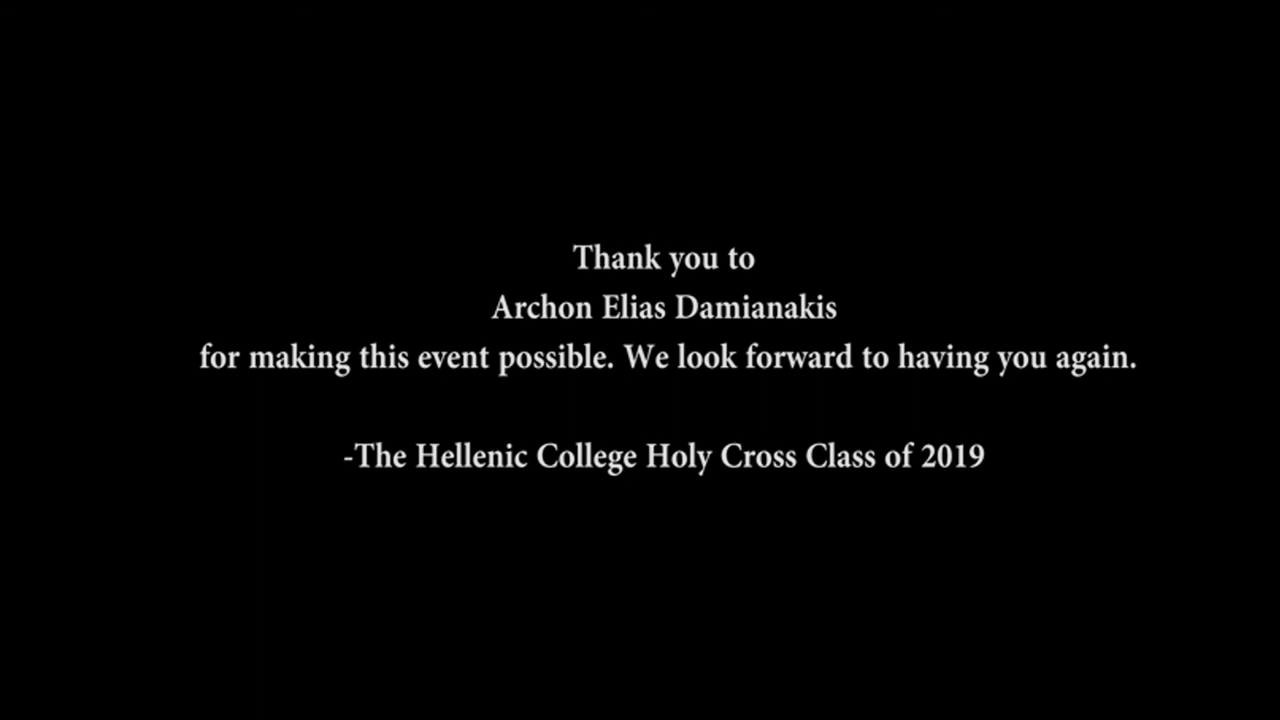 Thank you to
Archon Elias Damianakis
for making this event possible. We look forward to having you again.
-The Hellenic College Holy Cross Class of 2019